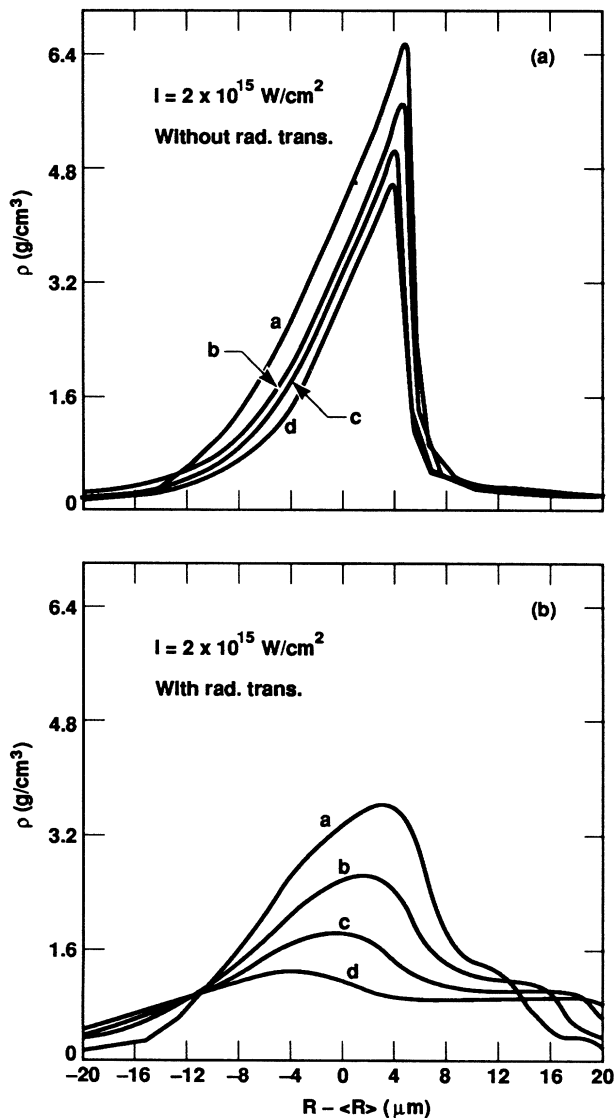 6.4
(a)
I = 2 x 10^15 W/cm^2
Without rad. trans.
4.8
ρ (g/cm^3)
3.2
a
b
1.6
c
d
0
(b)
6.4
I = 2 x 10^15 W/cm^2
With rad. trans.
4.8
ρ (g/cm^3)
a
3.2
b
c
1.6
d
0
−20 −16 −12 −8 −4 0 4 8 12 16 20
R − <R> (μm)